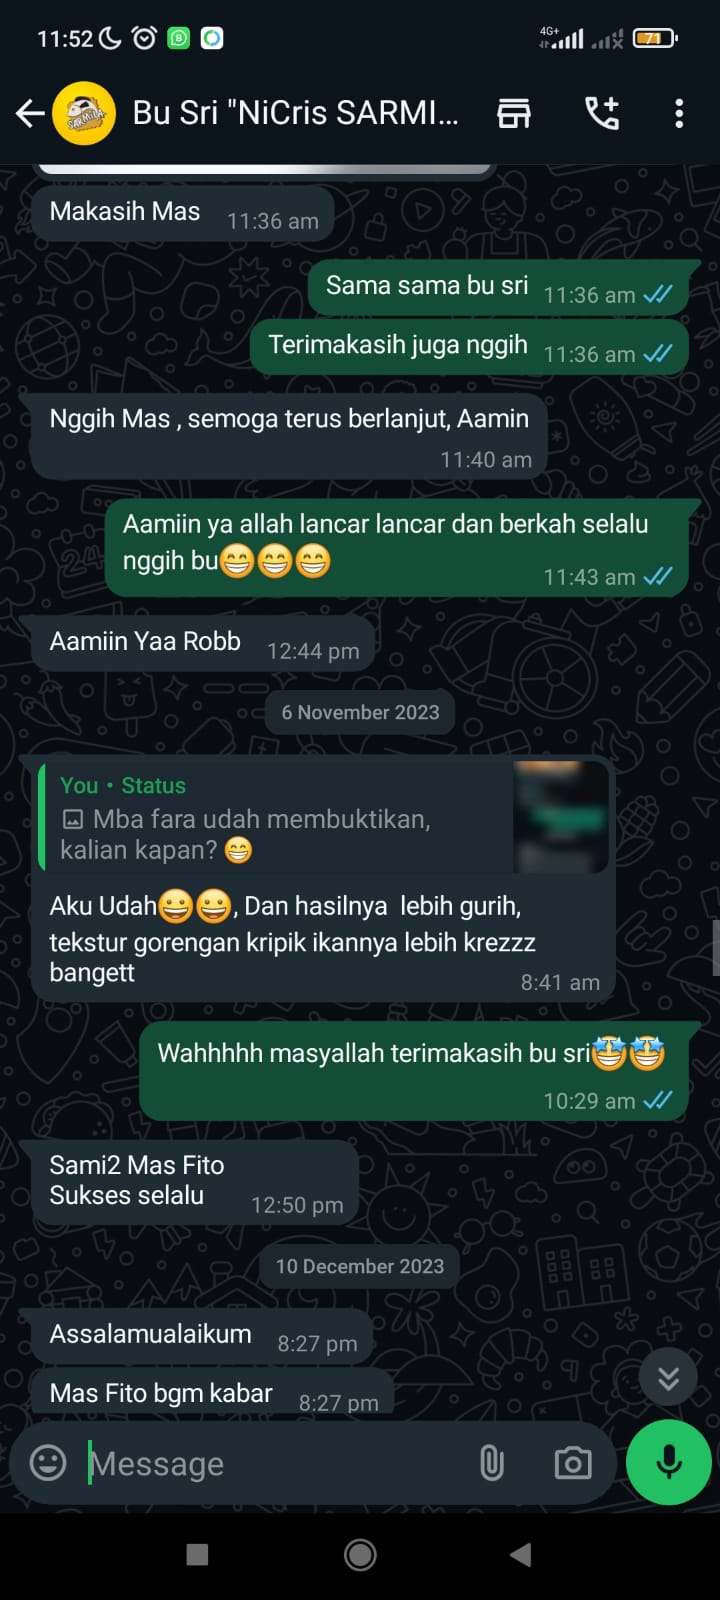 11:52
4G+
71
Bu Sri "NiCris SARMI...
SARMILA
Makasih Mas 11:36 am
Sama sama bu sri 11:36 am
Terimakasih juga nggih 11:36 am
Nggih Mas , semoga terus berlanjut, Aamin
11:40 am
Aamiin ya allah lancar lancar dan berkah selalu
nggih bu😁😁😁 11:43 am
Aamiin Yaa Robb 12:44 pm
6 November 2023
You • Status
Mba fara udah membuktikan,
kalian kapan? 😁
Aku Udah😀😀, Dan hasilnya lebih gurih,
tekstur gorengan kripik ikannya lebih krezzz
bangett 8:41 am
Wahhhhh masyallah terimakasih bu sri🤩🤩
10:29 am
Sami2 Mas Fito
Sukses selalu 12:50 pm
10 December 2023
Assalamualaikum 8:27 pm
Mas Fito bgm kabar 8:27 pm
Message